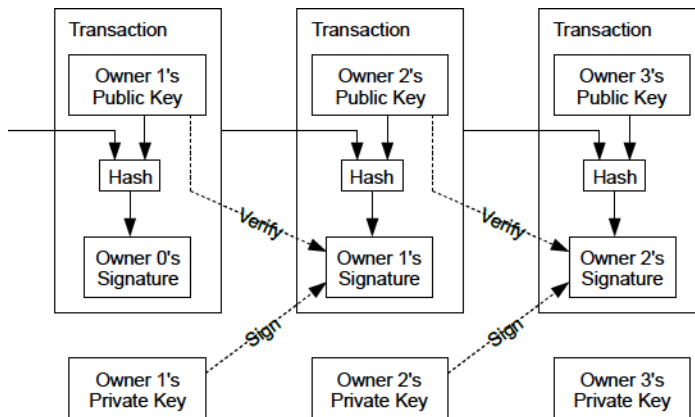 Transaction
Transaction
Transaction
Owner 1's
Public Key
Owner 2's
Public Key
Owner 3's
Public Key
Hash
Hash
Hash
Verify
Verify
Owner 0's
Signature
Owner 1's
Signature
Owner 2's
Signature
Sign
Sign
Owner 1's
Private Key
Owner 2's
Private Key
Owner 3's
Private Key